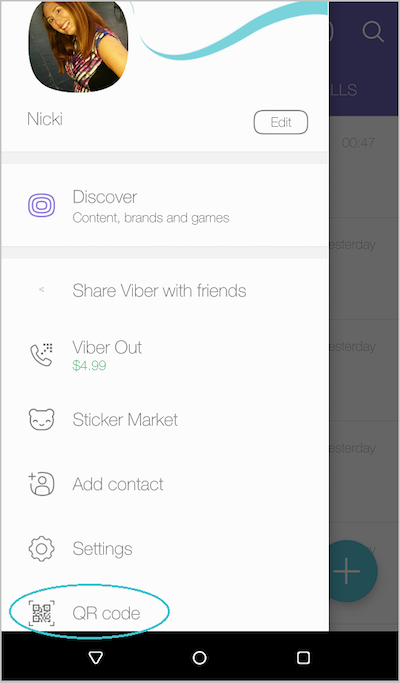 LLS
Nicki
Edit
00:47
Discover
Content, brands and games
esterday
Share Viber with friends
Viber Out
esterday
$4.99
Sticker Market
esterday
Add contact
Settings
QR code